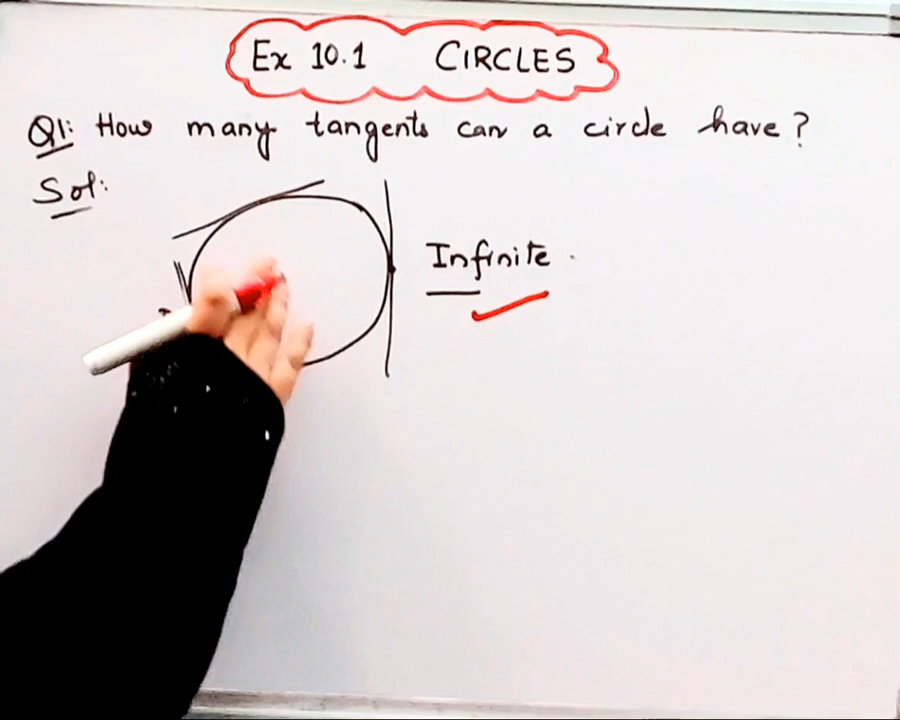 Ex 10.1 CIRCLES
Q1: How many tangents can a circle have?
Sol:
Infinite.